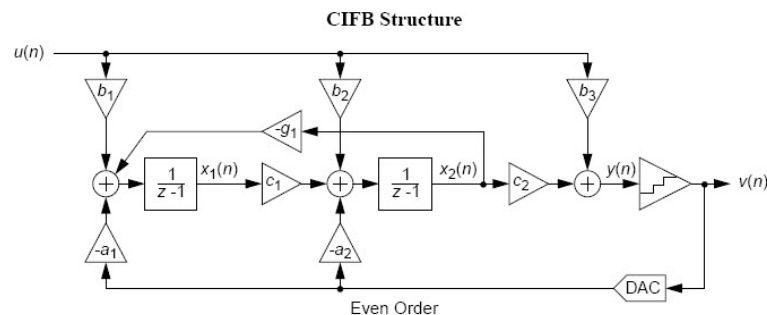 CIFB Structure
u(n)
b1 b2 b3
-g1
1 x1(n) 1 x2(n) y(n)
z -1 c1 z -1 c2 v(n)
-a1 -a2
DAC
Even Order